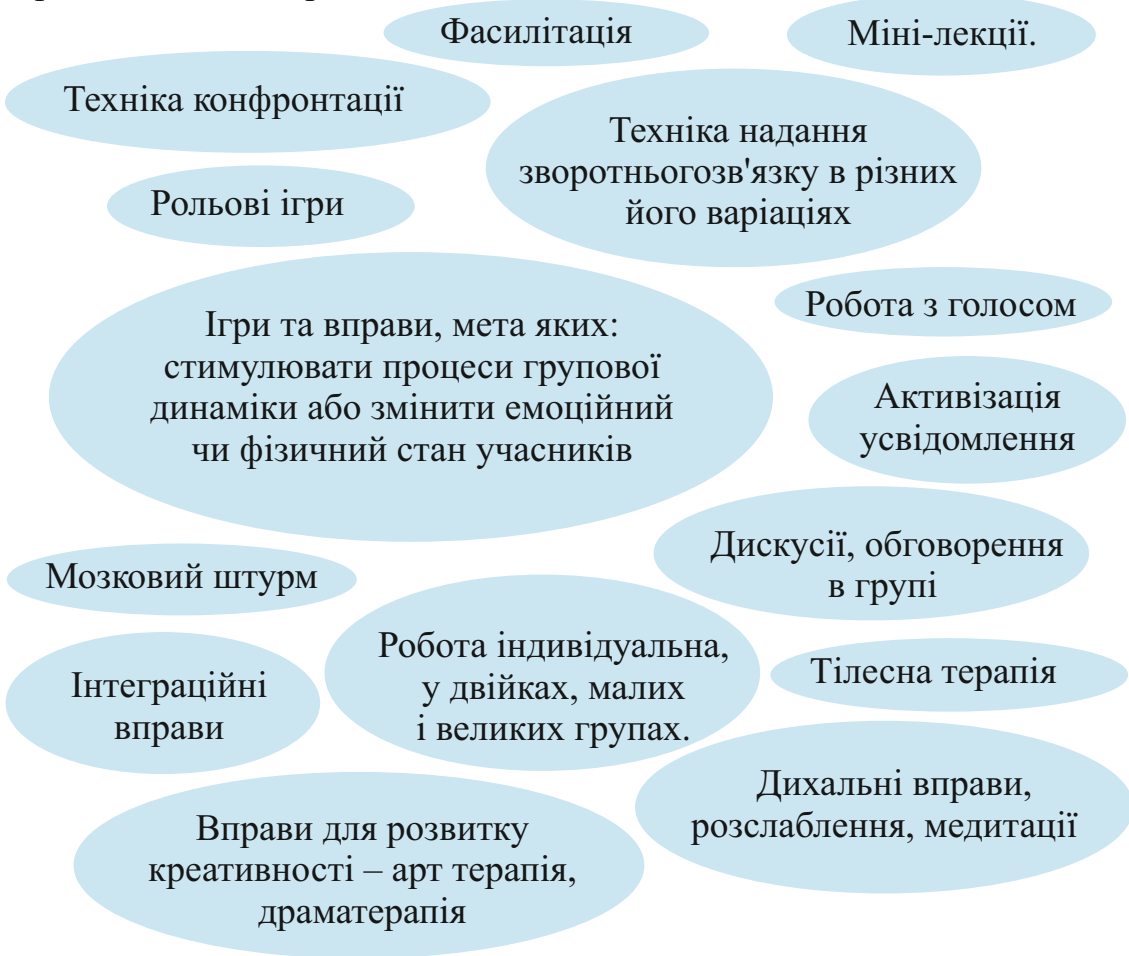 Фасилітація
Міні-лекції.
Техніка конфронтації
Техніка надання
зворотньогозв'язку в різних
його варіаціях
Рольові ігри
Ігри та вправи, мета яких:
стимулювати процеси групової
динаміки або змінити емоційний
чи фізичний стан учасників
Робота з голосом
Активізація
усвідомлення
Дискусії, обговорення
в групі
Мозковий штурм
Робота індивідуальна,
у двійках, малих
і великих групах.
Інтеграційні
вправи
Тілесна терапія
Дихальні вправи,
розслаблення, медитації
Вправи для розвитку
креативності – арт терапія,
драматерапія